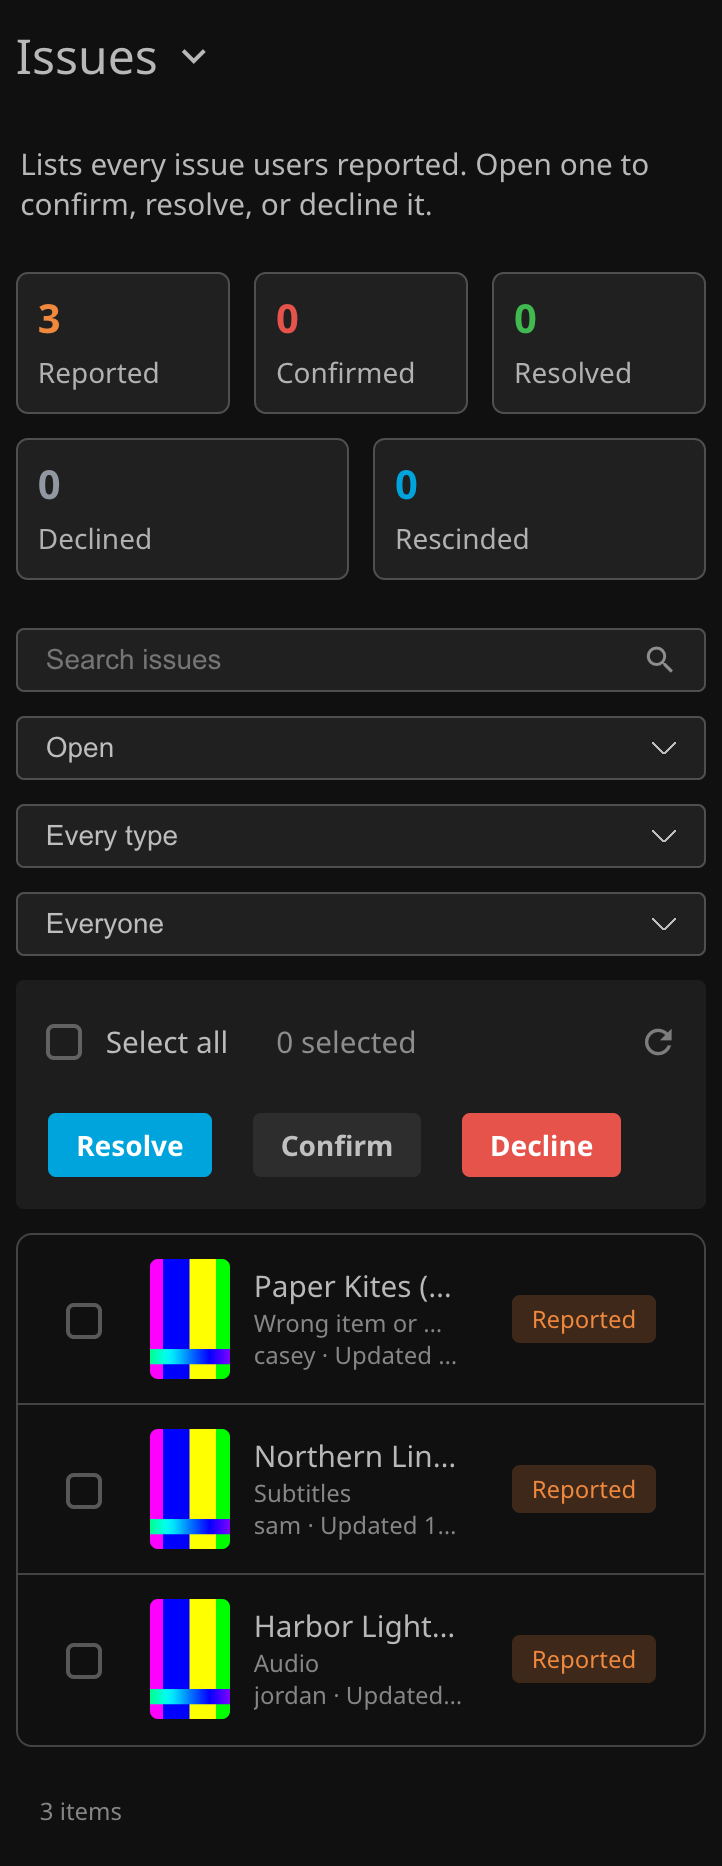 Issues
Lists every issue users reported. Open one to
confirm, resolve, or decline it.
3
Reported
0
Confirmed
0
Resolved
0
Declined
0
Rescinded
Search issues
Open
Every type
Everyone
Select all
0 selected
Resolve
Confirm
Decline
Paper Kites (...
Wrong item or ...
casey · Updated ...
Reported
Northern Lin...
Subtitles
sam · Updated 1...
Reported
Harbor Light...
Audio
jordan · Updated...
Reported
3 items